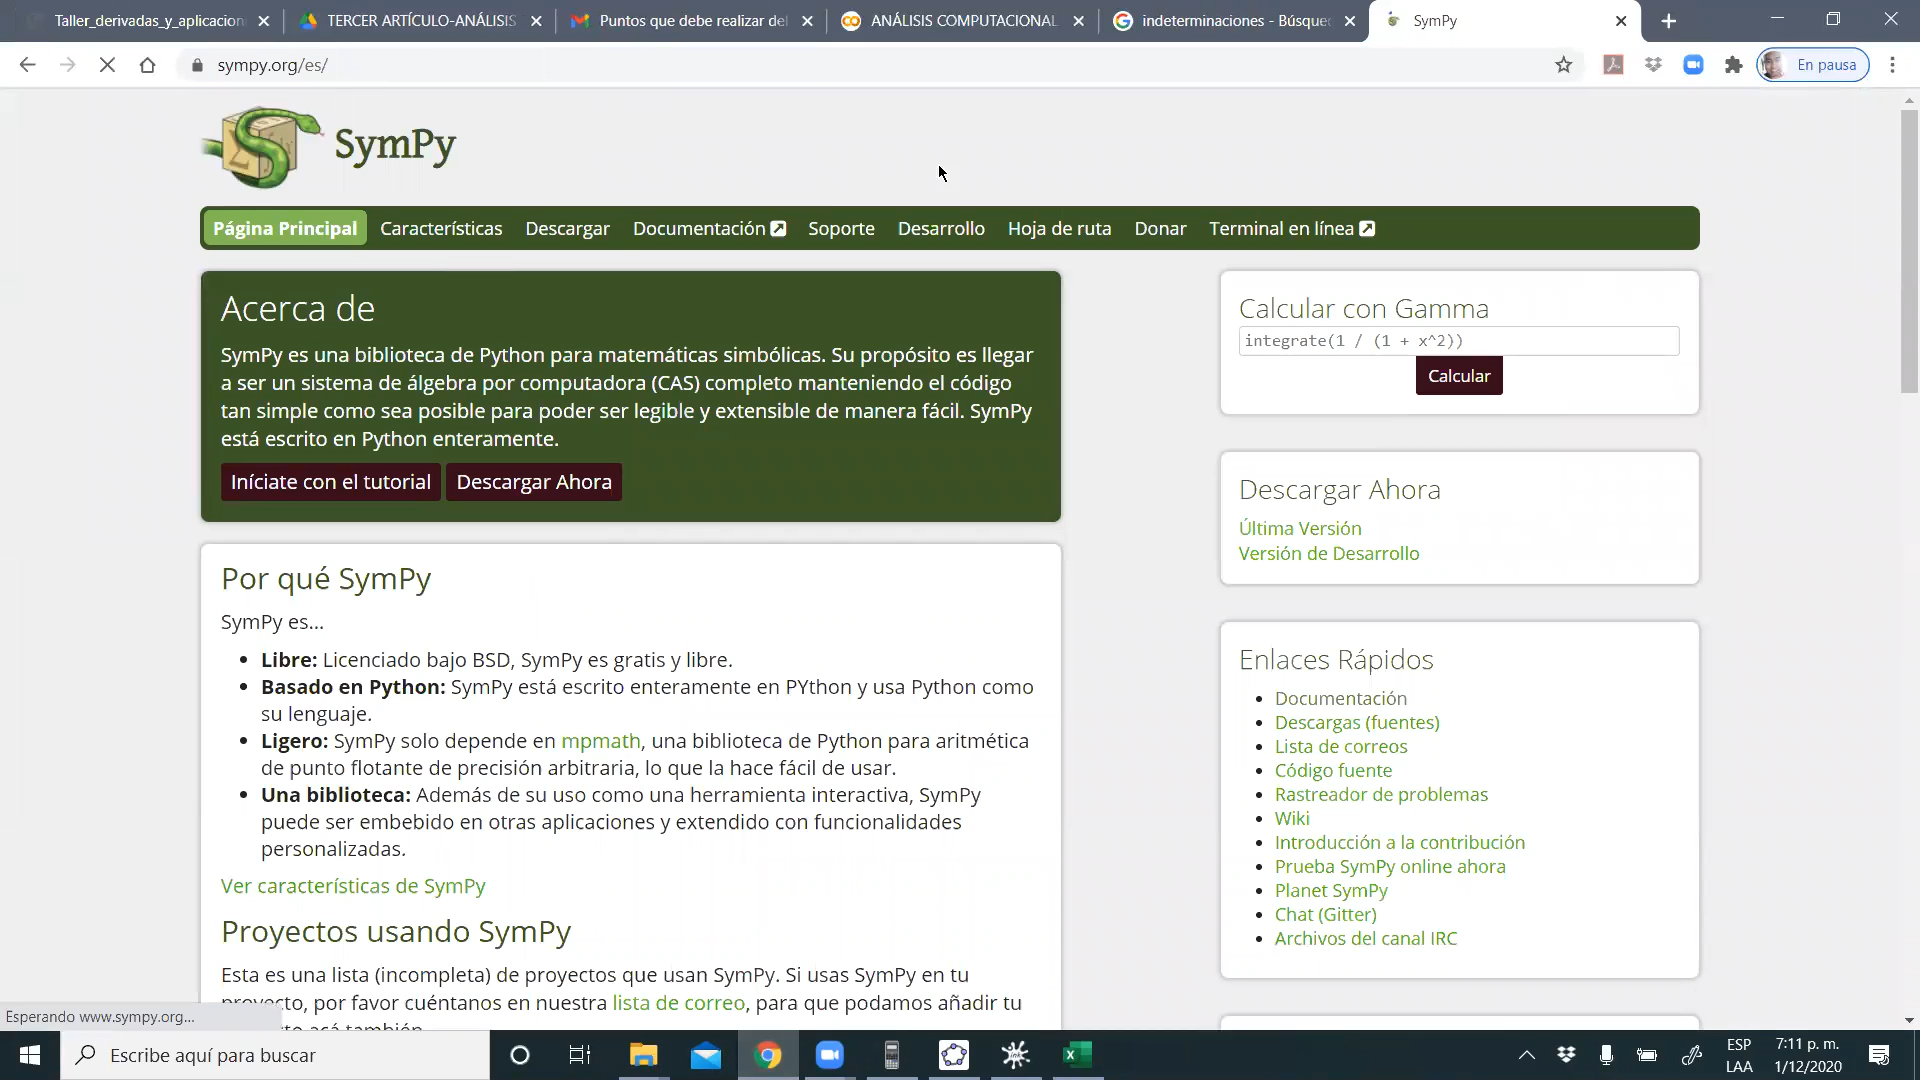 Taller_derivadas_y_aplicacion
TERCER ARTÍCULO-ANÁLISIS
Puntos que debe realizar del
ANÁLISIS COMPUTACIONAL
indeterminaciones - Búsque
SymPy
sympy.org/es/
En pausa
SymPy
Página Principal
Características
Descargar
Documentación
Soporte
Desarrollo
Hoja de ruta
Donar
Terminal en línea
Acerca de
SymPy es una biblioteca de Python para matemáticas simbólicas. Su propósito es llegar
a ser un sistema de álgebra por computadora (CAS) completo manteniendo el código
tan simple como sea posible para poder ser legible y extensible de manera fácil. SymPy
está escrito en Python enteramente.
Iníciate con el tutorial
Descargar Ahora
Por qué SymPy
SymPy es...
• Libre: Licenciado bajo BSD, SymPy es gratis y libre.
• Basado en Python: SymPy está escrito enteramente en PYthon y usa Python como
su lenguaje.
• Ligero: SymPy solo depende en mpmath, una biblioteca de Python para aritmética
de punto flotante de precisión arbitraria, lo que la hace fácil de usar.
• Una biblioteca: Además de su uso como una herramienta interactiva, SymPy
puede ser embebido en otras aplicaciones y extendido con funcionalidades
personalizadas.
Ver características de SymPy
Proyectos usando SymPy
Esta es una lista (incompleta) de proyectos que usan SymPy. Si usas SymPy en tu
proyecto, por favor cuéntanos en nuestra lista de correo, para que podamos añadir tu
acá también
Calcular con Gamma
integrate(1 / (1 + x^2))
Calcular
Descargar Ahora
Última Versión
Versión de Desarrollo
Enlaces Rápidos
• Documentación
• Descargas (fuentes)
• Lista de correos
• Código fuente
• Rastreador de problemas
• Wiki
• Introducción a la contribución
• Prueba SymPy online ahora
• Planet SymPy
• Chat (Gitter)
• Archivos del canal IRC
Esperando www.sympy.org...
Escribe aquí para buscar
ESP
LAA
7:11 p. m.
1/12/2020